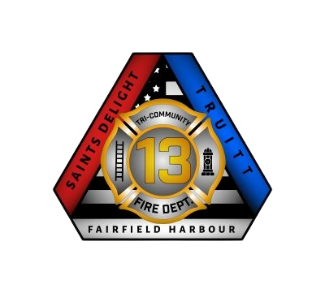 SAINTS DELIGHT
TRUITT
TRI-COMMUNITY
13
FIRE DEPT.
FAIRFIELD HARBOUR